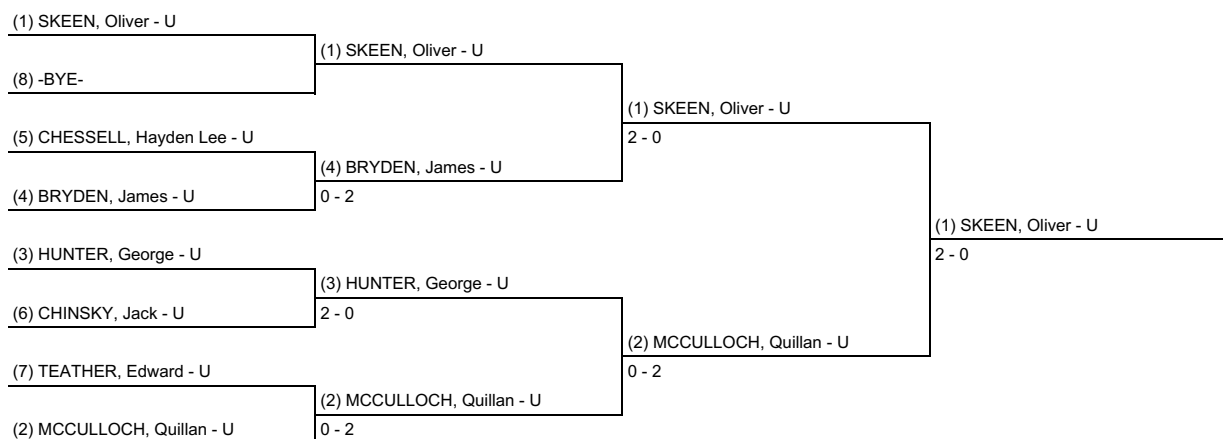 (1) SKEEN, Oliver - U
(1) SKEEN, Oliver - U
(8) -BYE-
(1) SKEEN, Oliver - U
(5) CHESSELL, Hayden Lee - U
2 - 0
(4) BRYDEN, James - U
(4) BRYDEN, James - U
0 - 2
(1) SKEEN, Oliver - U
(3) HUNTER, George - U
2 - 0
(3) HUNTER, George - U
(6) CHINSKY, Jack - U
2 - 0
(2) MCCULLOCH, Quillan - U
(7) TEATHER, Edward - U
0 - 2
(2) MCCULLOCH, Quillan - U
(2) MCCULLOCH, Quillan - U
0 - 2